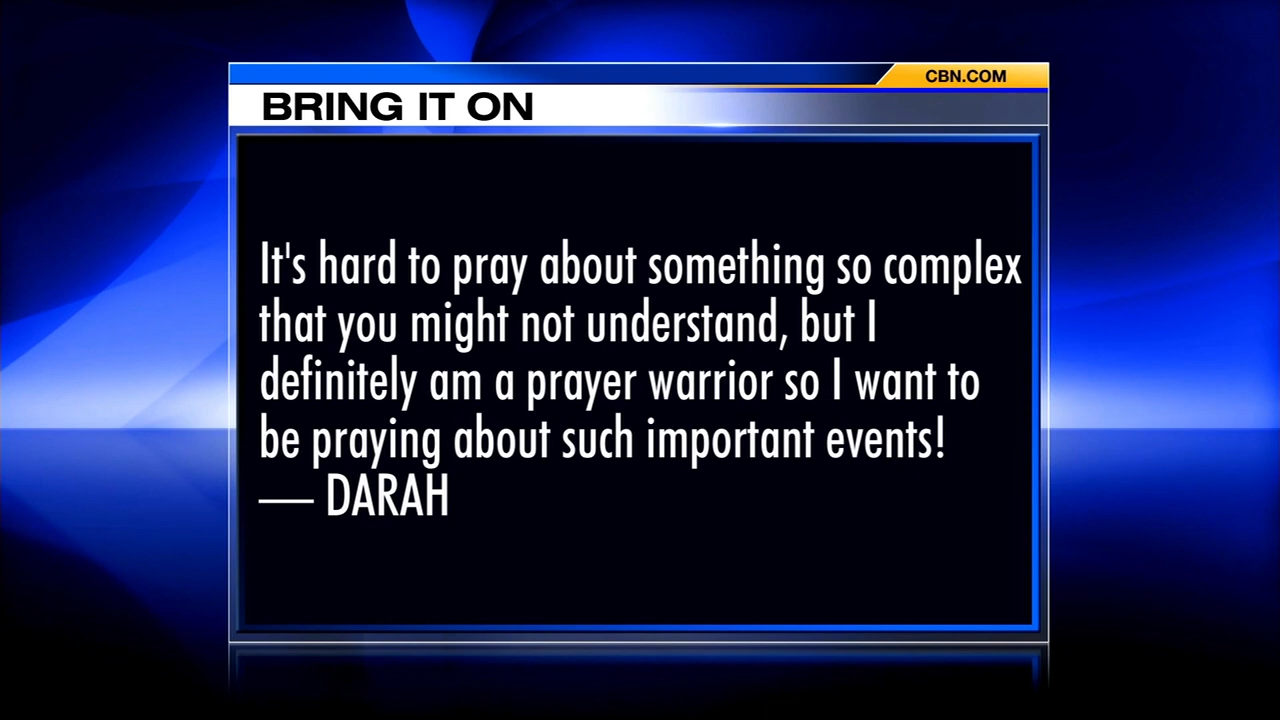 CBN.COM
BRING IT ON
It's hard to pray about something so complex
that you might not understand, but I
definitely am a prayer warrior so I want to
be praying about such important events!
— DARAH